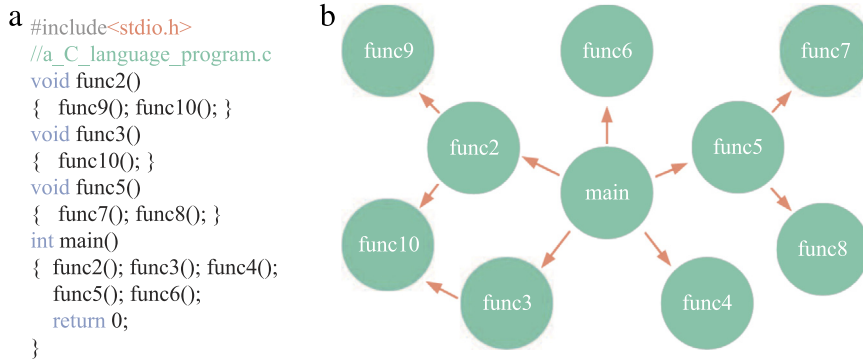 a
#include<stdio.h>
//a_C_language_program.c
void func2()
{ func9(); func10(); }
void func3()
{ func10(); }
void func5()
{ func7(); func8(); }
int main()
{ func2(); func3(); func4();
func5(); func6();
return 0;
}
b
func9
func6
func7
func2
func5
main
func10
func8
func3
func4